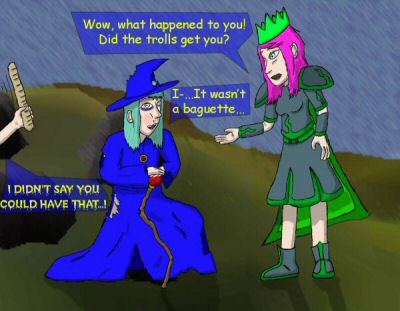 Wow, what happened to you!
Did the trolls get you?
I-...It wasn't
a baguette...
I DIDN'T SAY YOU
COULD HAVE THAT..!